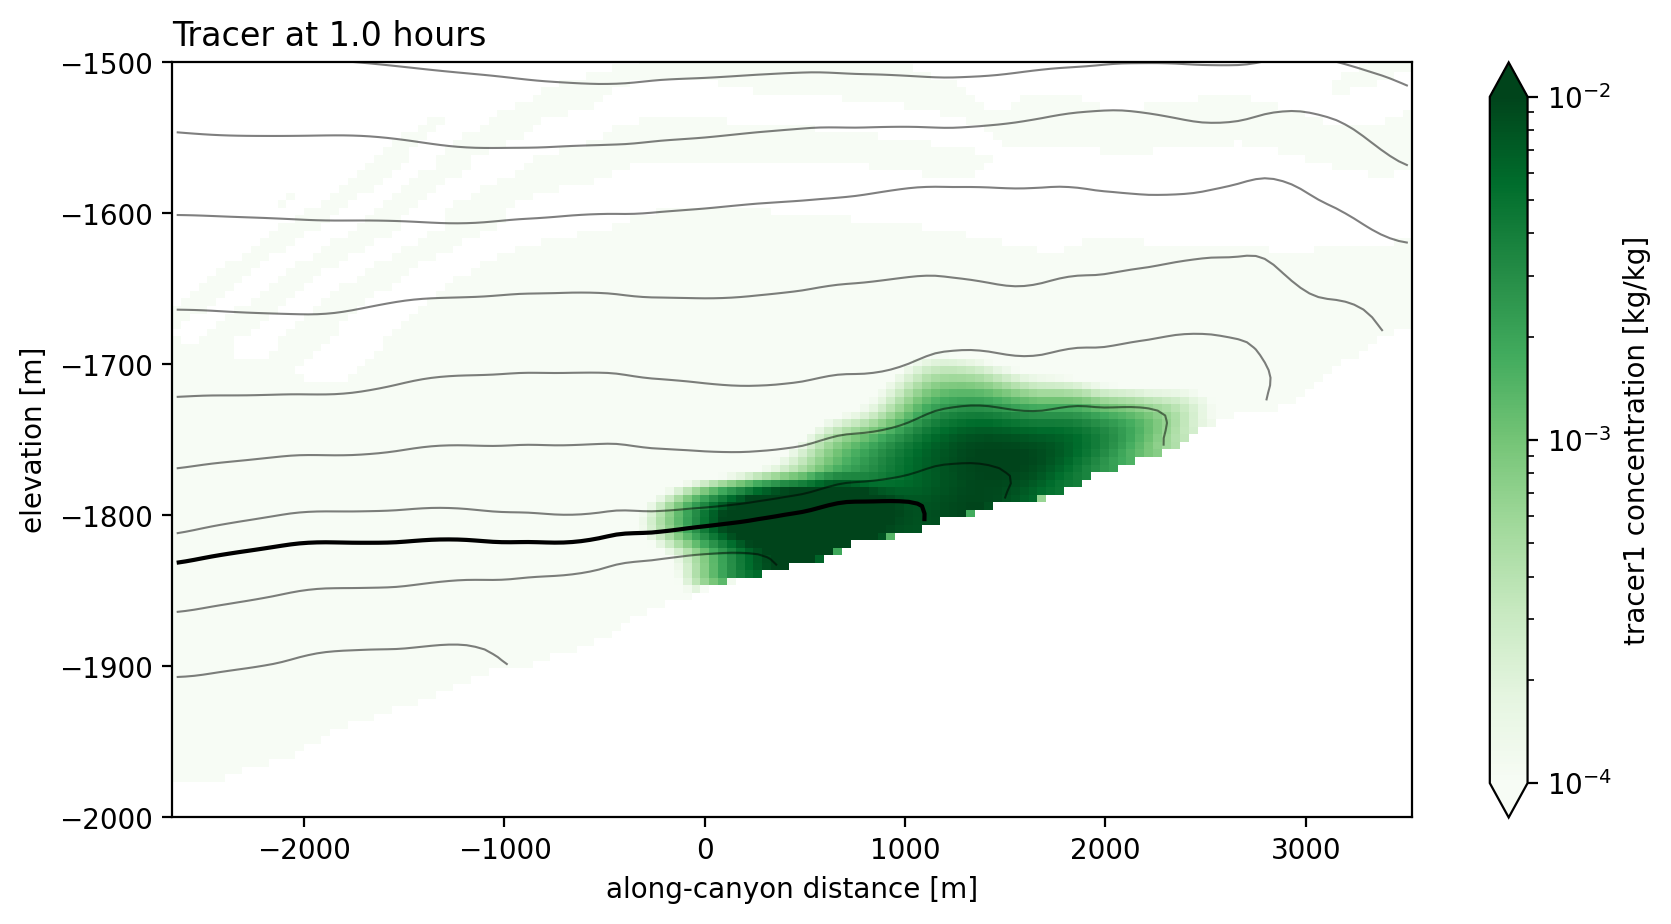 Tracer at 1.0 hours
−1500
−1600
−1700
−1800
−1900
−2000
elevation [m]
−2000 −1000 0 1000 2000 3000
along-canyon distance [m]
10⁻²
10⁻³
10⁻⁴
tracer1 concentration [kg/kg]